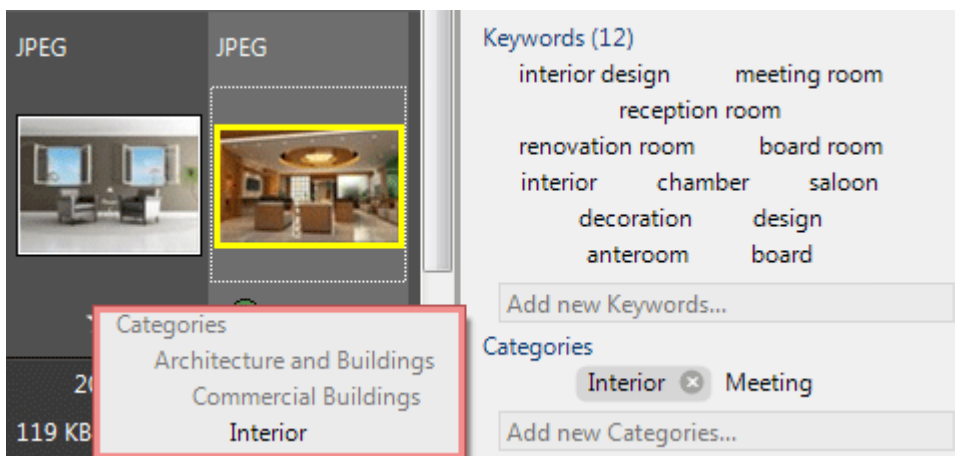 JPEG
JPEG
Keywords (12)
interior design meeting room
reception room
renovation room board room
interior chamber saloon
decoration design
anteroom board
Add new Keywords...
Categories
Interior Meeting
Add new Categories...
Categories
Architecture and Buildings
Commercial Buildings
Interior
20
119 KB